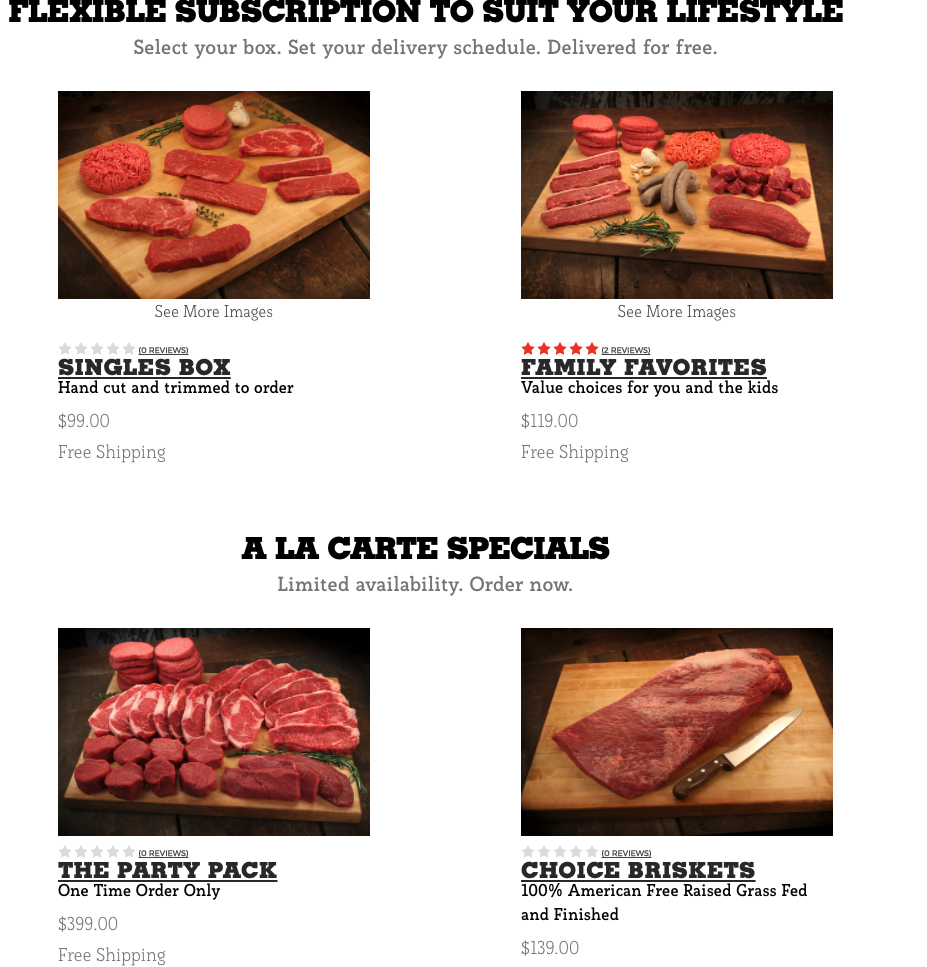 FLEXIBLE SUBSCRIPTION TO SUIT YOUR LIFESTYLE
Select your box. Set your delivery schedule. Delivered for free.
See More Images
See More Images
(0 REVIEWS)
SINGLES BOX
Hand cut and trimmed to order
$99.00
Free Shipping
(2 REVIEWS)
FAMILY FAVORITES
Value choices for you and the kids
$119.00
Free Shipping
A LA CARTE SPECIALS
Limited availability. Order now.
(0 REVIEWS)
THE PARTY PACK
One Time Order Only
$399.00
Free Shipping
(0 REVIEWS)
CHOICE BRISKETS
100% American Free Raised Grass Fed
and Finished
$139.00